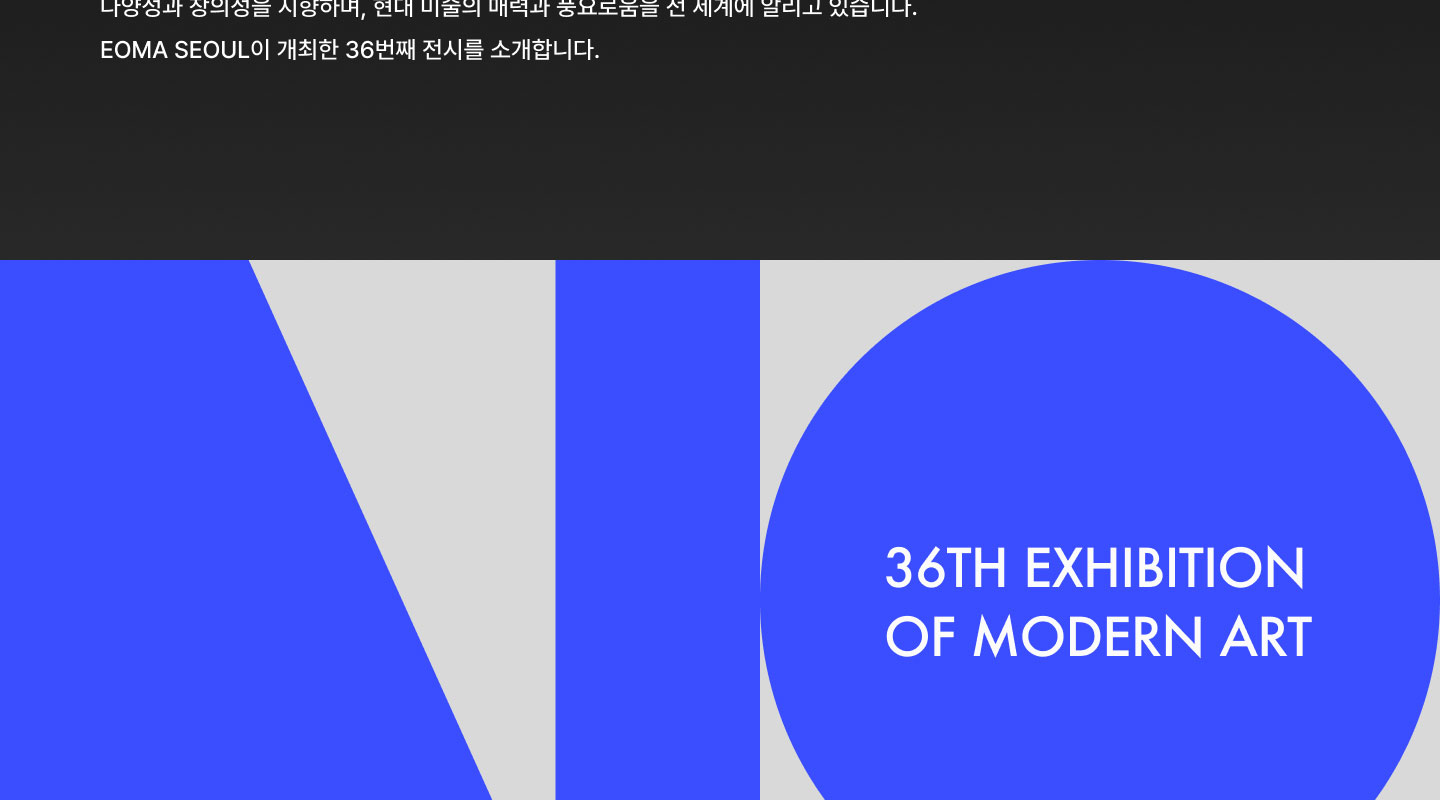 다양성과 창의성을 지향하며, 현대 미술의 매력과 풍요로움을 전 세계에 알리고 있습니다.
EOMA SEOUL이 개최한 36번째 전시를 소개합니다.
36TH EXHIBITION
OF MODERN ART